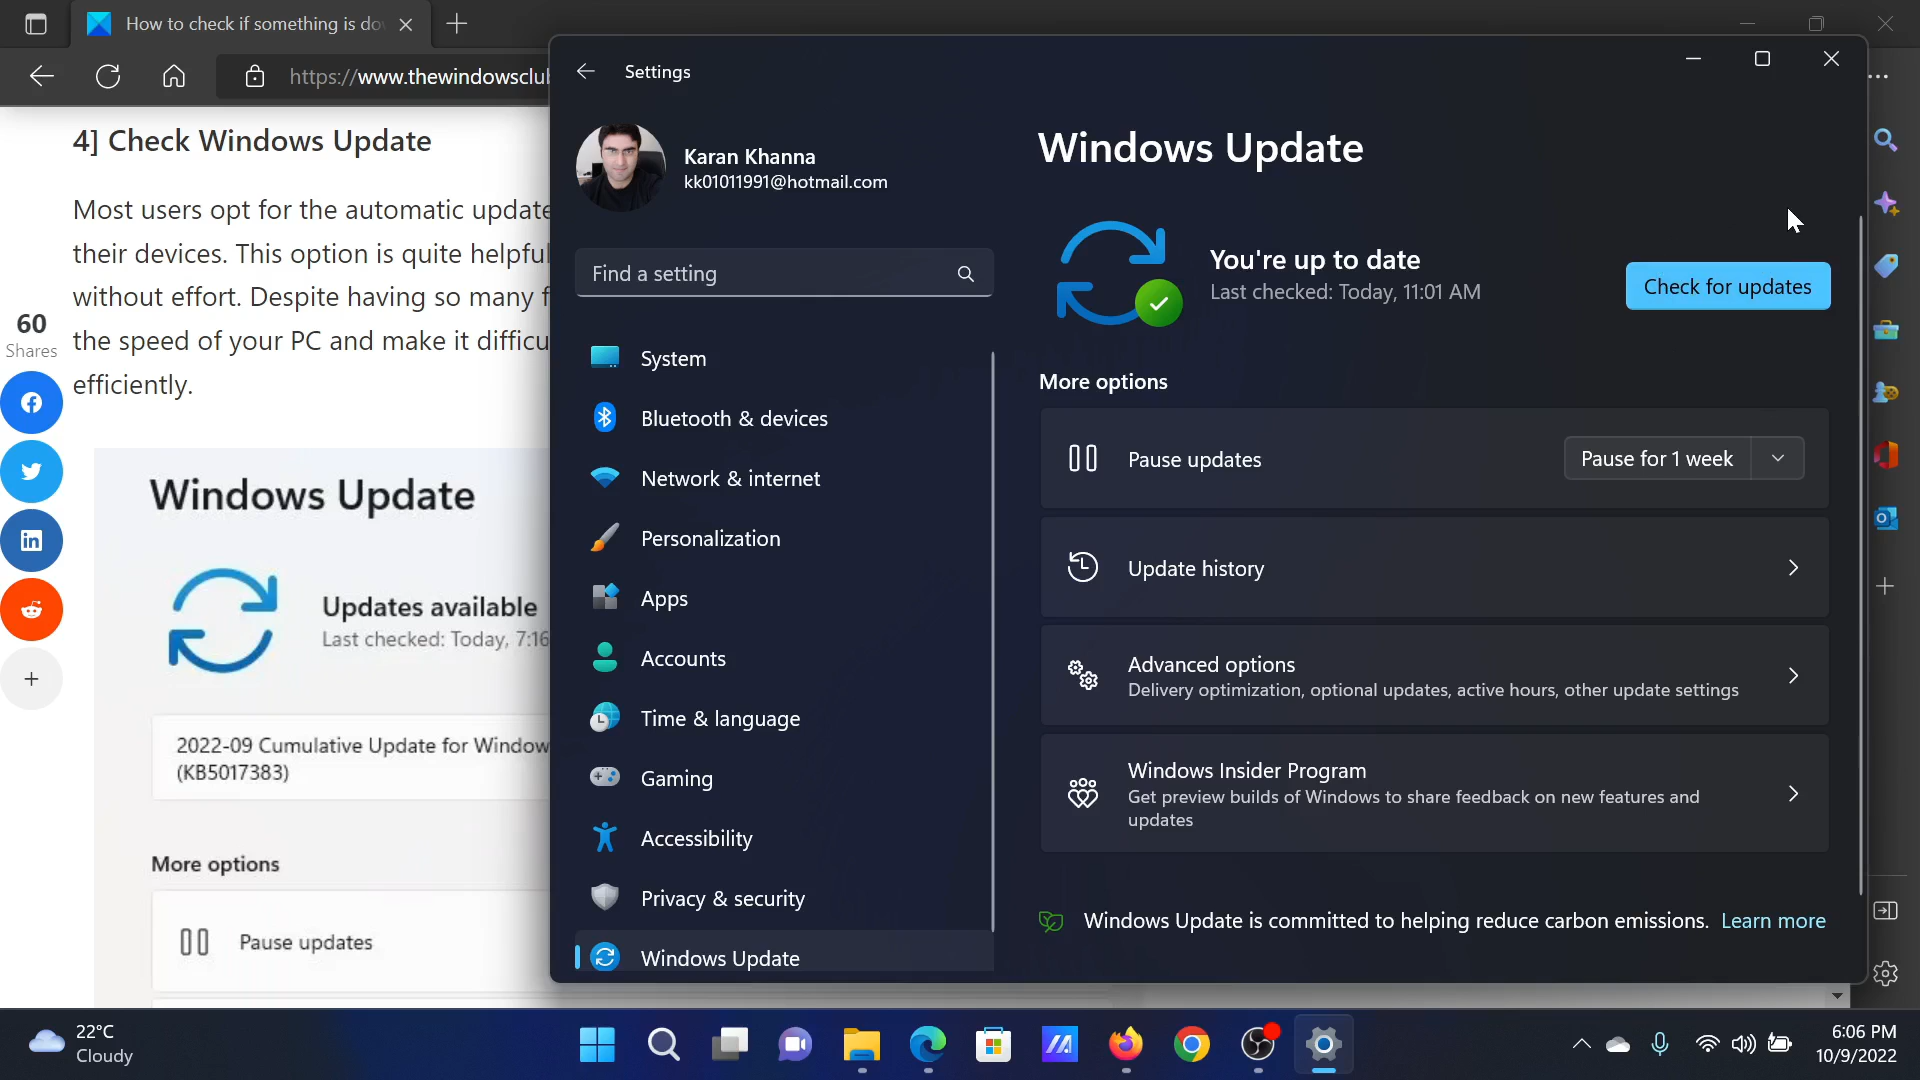 How to check if something is do
https://www.thewindowsclu
4] Check Windows Update
Most users opt for the automatic update
their devices. This option is quite helpful
without effort. Despite having so many f
the speed of your PC and make it difficu
efficiently.
60
Shares
Windows Update
Updates available
Last checked: Today, 7:16
2022-09 Cumulative Update for Window
(KB5017383)
More options
Pause updates
Settings
Karan Khanna
kk01011991@hotmail.com
Find a setting
System
Bluetooth & devices
Network & internet
Personalization
Apps
Accounts
Time & language
Gaming
Accessibility
Privacy & security
Windows Update
Windows Update
You're up to date
Last checked: Today, 11:01 AM
Check for updates
More options
Pause updates
Pause for 1 week
Update history
Advanced options
Delivery optimization, optional updates, active hours, other update settings
Windows Insider Program
Get preview builds of Windows to share feedback on new features and
updates
Windows Update is committed to helping reduce carbon emissions. Learn more
22°C
Cloudy
6:06 PM
10/9/2022